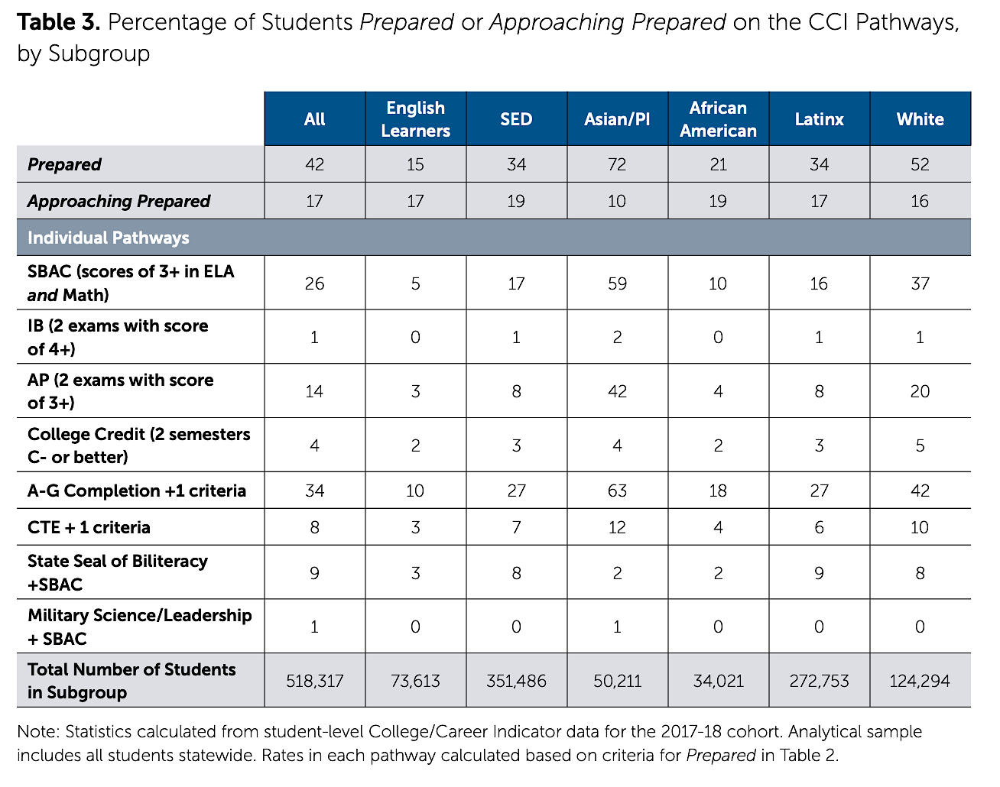 Table 3. Percentage of Students Prepared or Approaching Prepared on the CCI Pathways,
by Subgroup
All English Learners SED Asian/PI African American Latinx White
Prepared 42 15 34 72 21 34 52
Approaching Prepared 17 17 19 10 19 17 16
Individual Pathways
SBAC (scores of 3+ in ELA
and Math) 26 5 17 59 10 16 37
IB (2 exams with score
of 4+) 1 0 1 2 0 1 1
AP (2 exams with score
of 3+) 14 3 8 42 4 8 20
College Credit (2 semesters
C- or better) 4 2 3 4 2 3 5
A-G Completion +1 criteria 34 10 27 63 18 27 42
CTE + 1 criteria 8 3 7 12 4 6 10
State Seal of Biliteracy
+SBAC 9 3 8 2 2 9 8
Military Science/Leadership
+ SBAC 1 0 0 1 0 0 0
Total Number of Students
in Subgroup 518,317 73,613 351,486 50,211 34,021 272,753 124,294
Note: Statistics calculated from student-level College/Career Indicator data for the 2017-18 cohort. Analytical sample
includes all students statewide. Rates in each pathway calculated based on criteria for Prepared in Table 2.